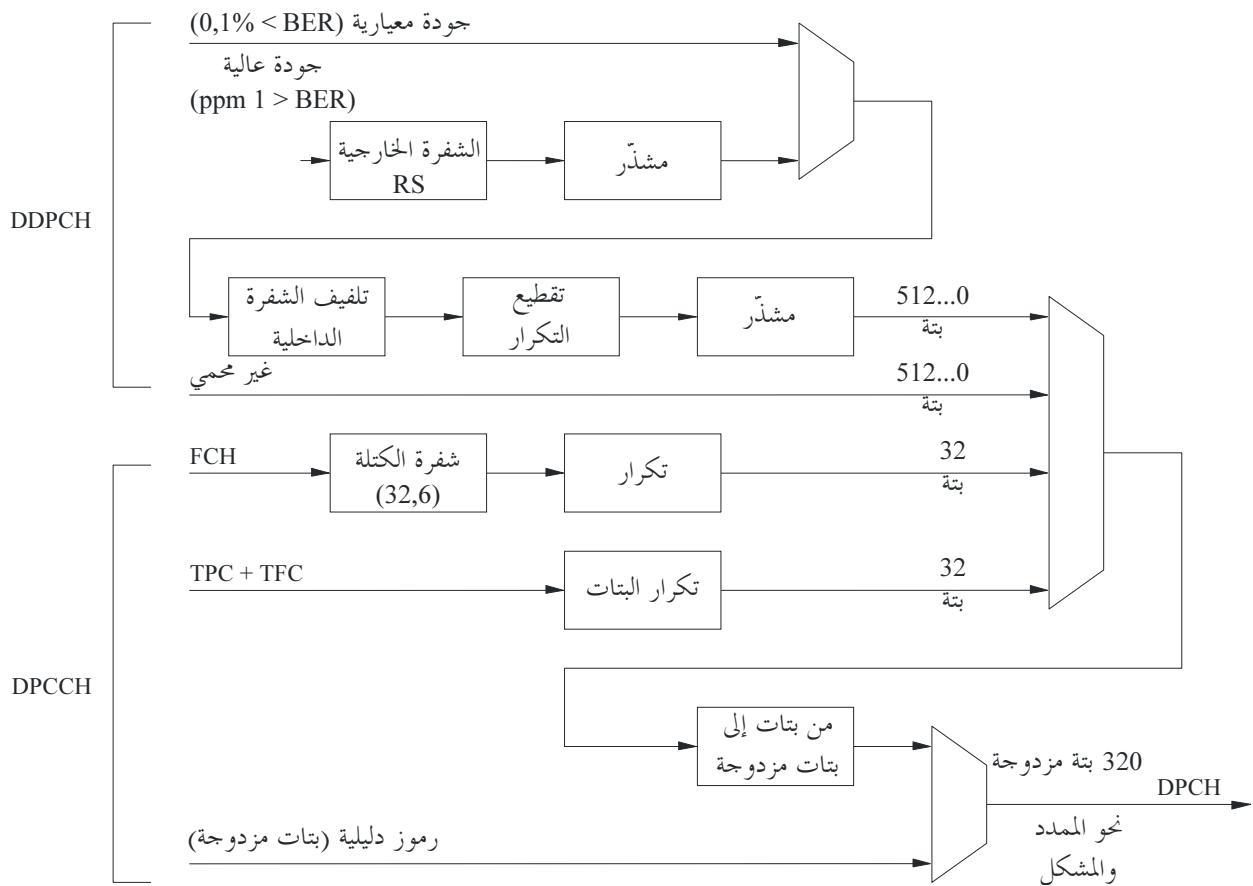 جودة معيارية (0,1% < BER)
جودة عالية
(ppm 1 > BER)
الشفرة الخارجية
RS
مشذّر
DDPCH
تلفيف الشفرة
الداخلية
تقطيع
التكرار
مشذّر
512...0
بتة
غير محمي
512...0
بتة
FCH
شفرة الكتلة
(32,6)
تكرار
32
بتة
TPC + TFC
تكرار البتات
32
بتة
DPCCH
من بتات إلى
بتات مزدوجة
320 بتة مزدوجة
DPCH
نحو الممدد
والمشكل
رموز دليلية (بتات مزدوجة)